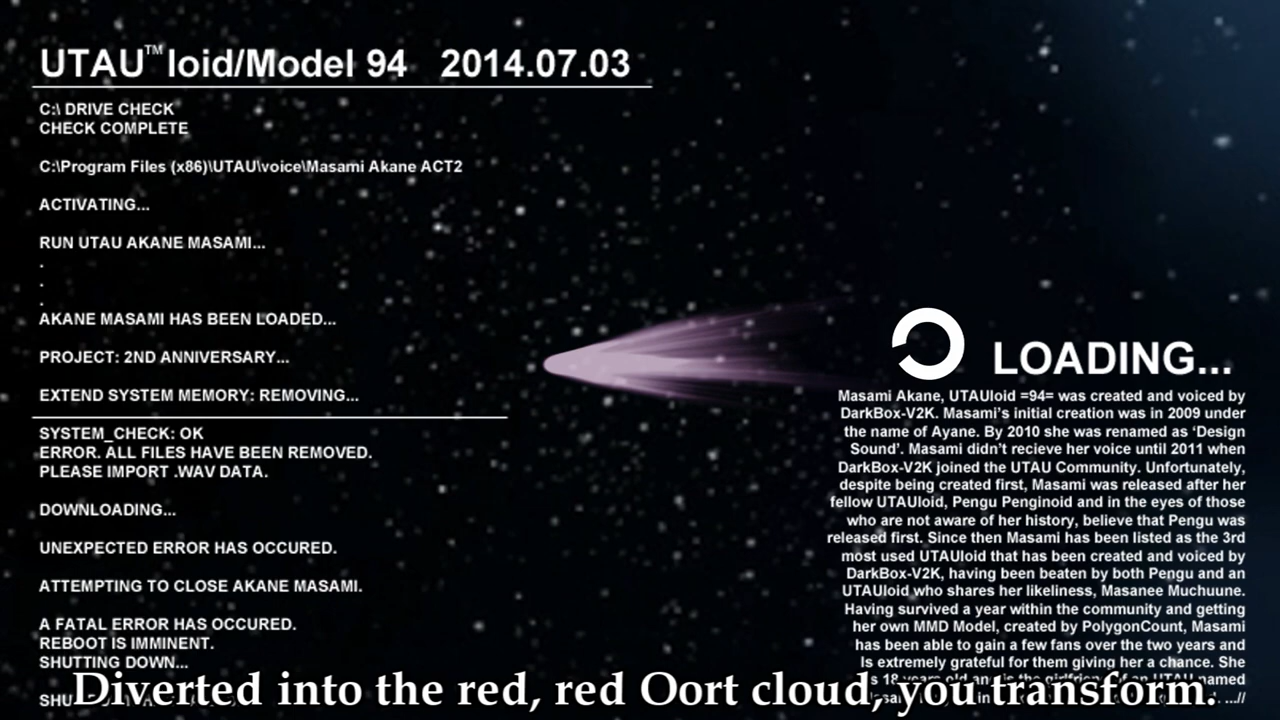 UTAU™loid/Model 94 2014.07.03
C:\ DRIVE CHECK
CHECK COMPLETE
C:\Program Files (x86)\UTAU\voice\Masami Akane ACT2
ACTIVATING...
RUN UTAU AKANE MASAMI...
.
.
.
AKANE MASAMI HAS BEEN LOADED...
PROJECT: 2ND ANNIVERSARY...
EXTEND SYSTEM MEMORY: REMOVING...
SYSTEM_CHECK: OK
ERROR. ALL FILES HAVE BEEN REMOVED.
PLEASE IMPORT .WAV DATA.
DOWNLOADING...
UNEXPECTED ERROR HAS OCCURED.
ATTEMPTING TO CLOSE AKANE MASAMI.
A FATAL ERROR HAS OCCURED.
REBOOT IS IMMINENT.
SHUTTING DOWN...
LOADING...
Masami Akane, UTAUloid =94= was created and voiced by
DarkBox-V2K. Masami's initial creation was in 2009 under
the name of Ayane. By 2010 she was renamed as 'Design
Sound'. Masami didn't recieve her voice until 2011 when
DarkBox-V2K joined the UTAU Community. Unfortunately,
despite being created first, Masami was released after her
fellow UTAUloid, Pengu Penginoid and in the eyes of those
who are not aware of her history, believe that Pengu was
released first. Since then Masami has been listed as the 3rd
most used UTAUloid that has been created and voiced by
DarkBox-V2K, having been beaten by both Pengu and an
UTAUloid who shares her likeliness, Masanee Muchuune.
Having survived a year within the community and getting
her own MMD Model, created by PolygonCount, Masami
has been able to gain a few fans over the two years and
Is extremely grateful for them giving her a chance. She
18 years old and is the girlfriend of an UTAU named
Diverted into the red, red Oort cloud, you transform.